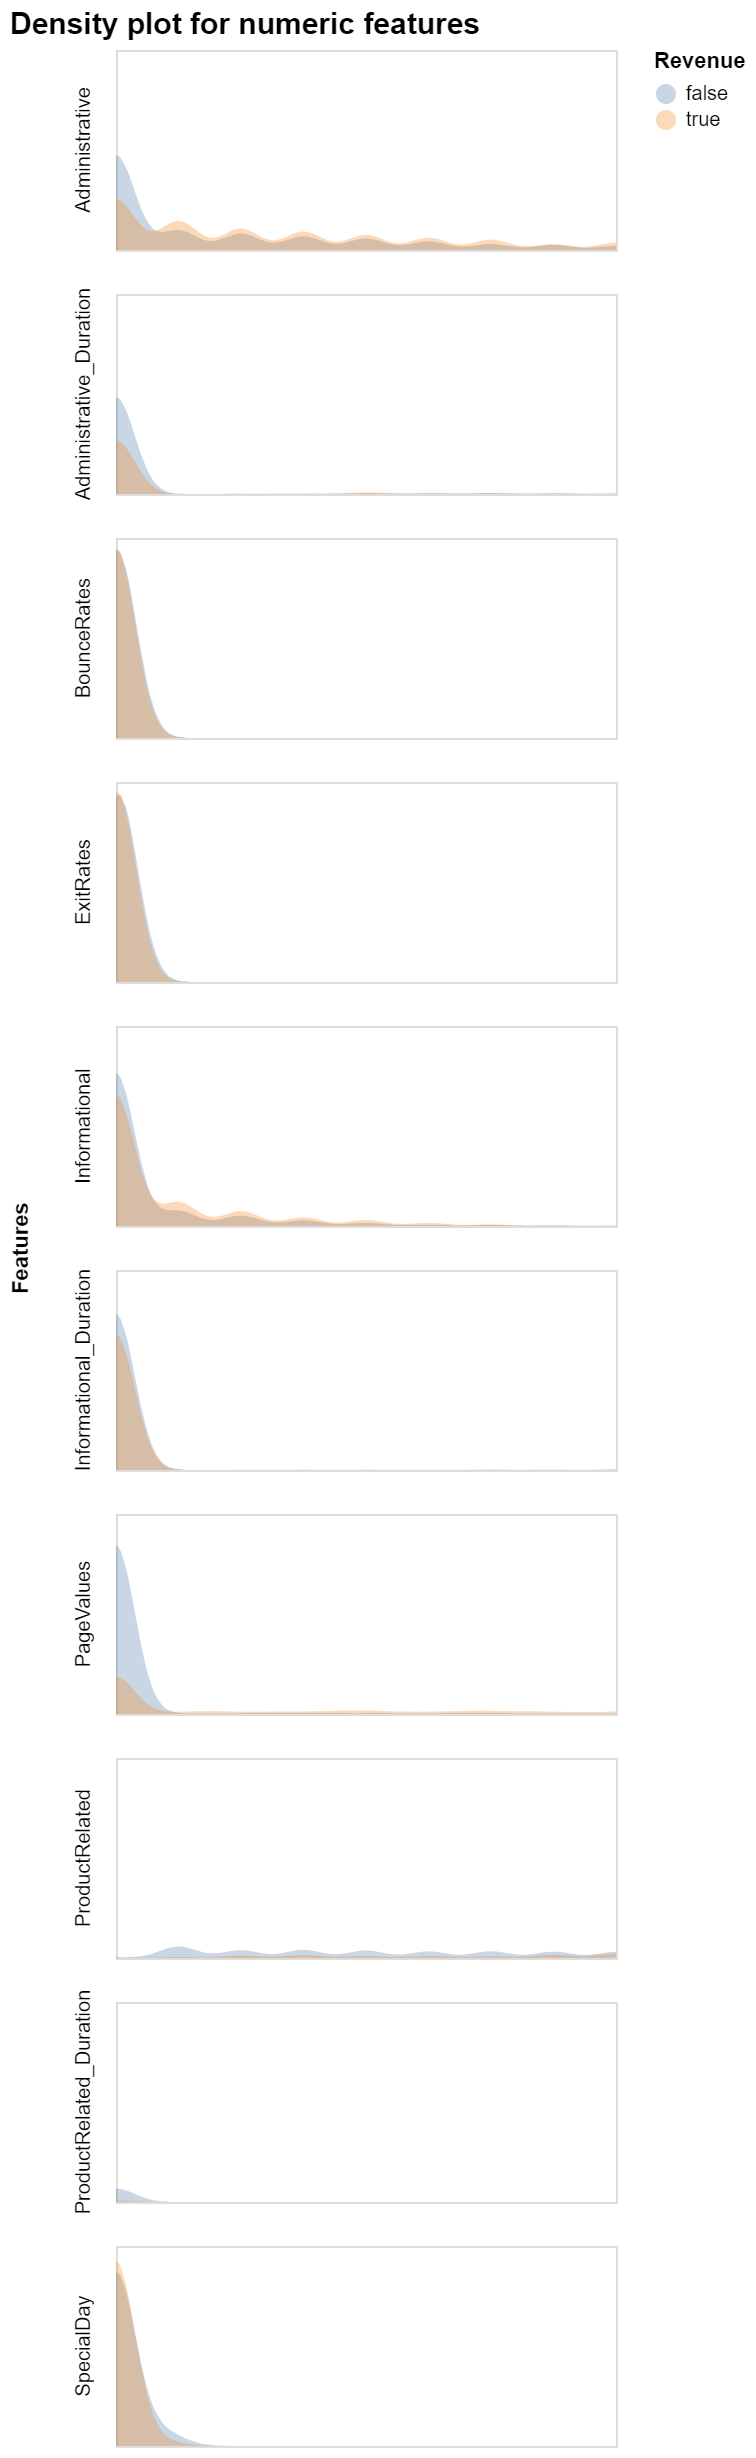 Density plot for numeric features
Revenue
false
true
Features
Administrative
Administrative_Duration
BounceRates
ExitRates
Informational
Informational_Duration
PageValues
ProductRelated
ProductRelated_Duration
SpecialDay